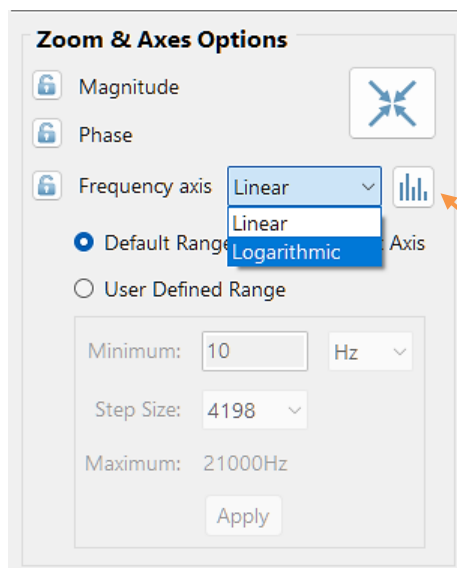 Zoom & Axes Options
Magnitude
Phase
Frequency axis Linear
Linear
Default Range Axis
Logarithmic
User Defined Range
Minimum: 10 Hz
Step Size: 4198
Maximum: 21000Hz
Apply